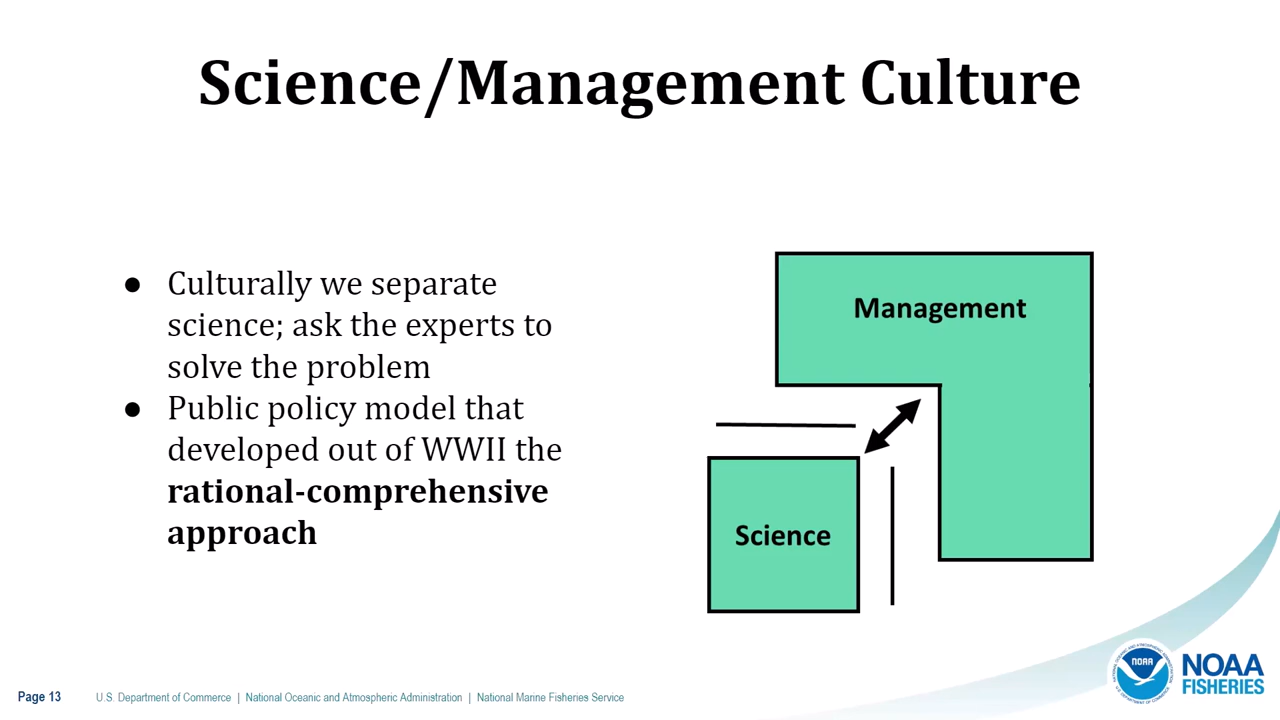 Science/Management Culture
● Culturally we separate
science; ask the experts to
solve the problem
● Public policy model that
developed out of WWII the
rational-comprehensive
approach
Management
Science
Page 13
U.S. Department of Commerce | National Oceanic and Atmospheric Administration | National Marine Fisheries Service
NOAA
NOAA
FISHERIES